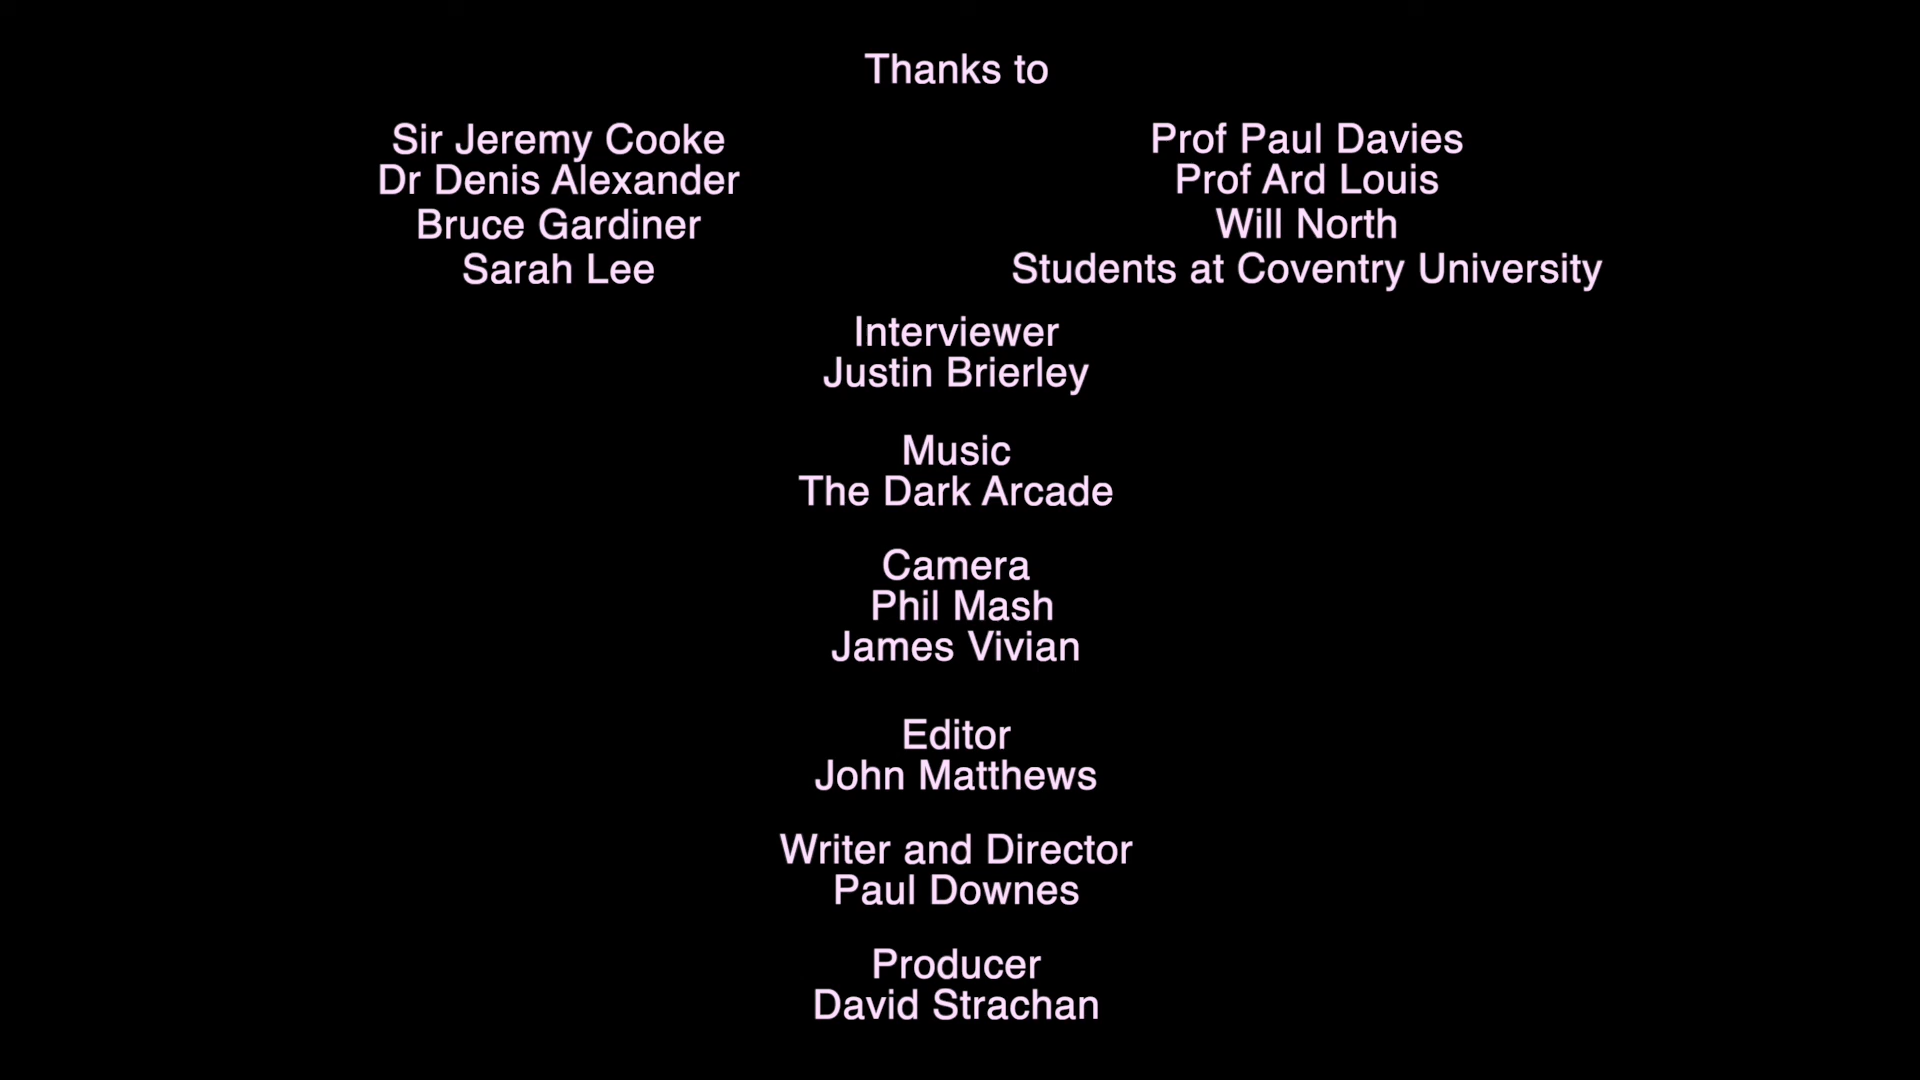 Thanks to
Sir Jeremy Cooke
Dr Denis Alexander
Bruce Gardiner
Sarah Lee
Prof Paul Davies
Prof Ard Louis
Will North
Students at Coventry University
Interviewer
Justin Brierley
Music
The Dark Arcade
Camera
Phil Mash
James Vivian
Editor
John Matthews
Writer and Director
Paul Downes
Producer
David Strachan